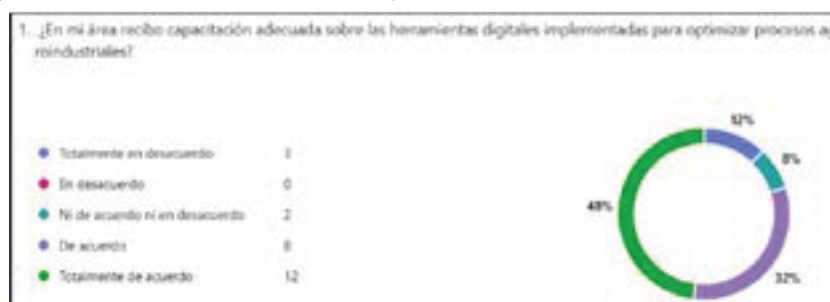 1. ¿En mi área recibo capacitación adecuada sobre las herramientas digitales implementadas para optimizar procesos ag
roindustriales?
Totalmente en desacuerdo 3
En desacuerdo 0
Ni de acuerdo ni en desacuerdo 2
De acuerdo 8
Totalmente de acuerdo 12
12%
8%
48%
32%